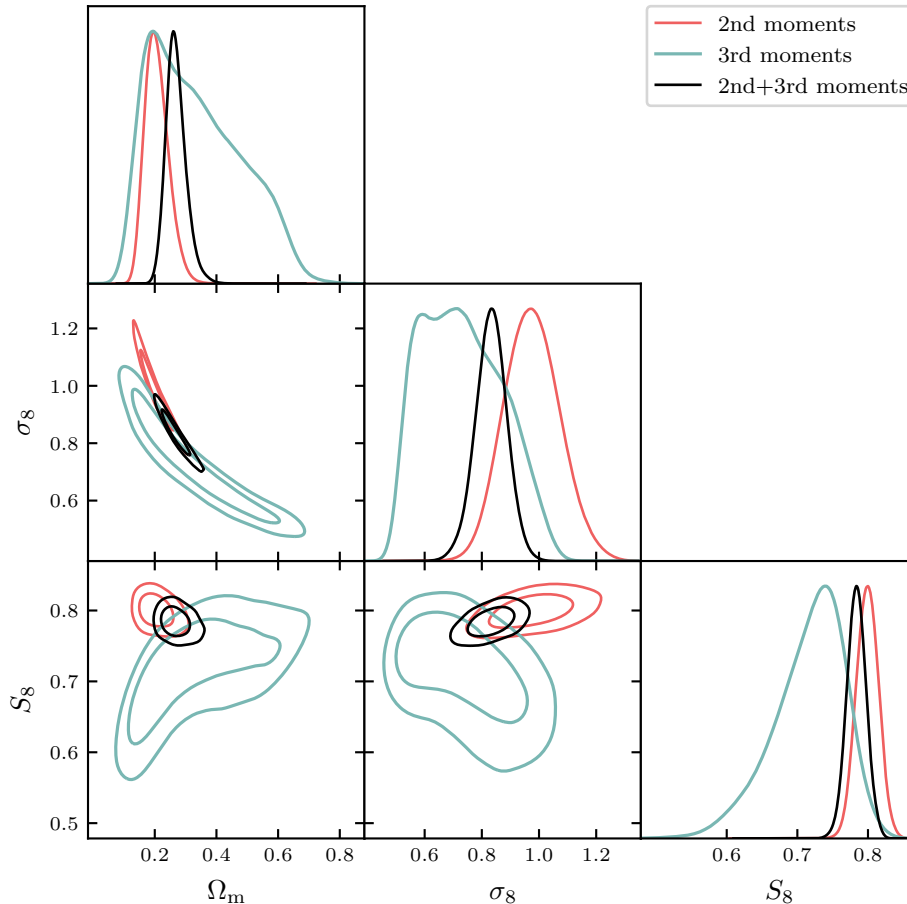 2nd moments
3rd moments
2nd+3rd moments
1.2
1.0
0.8
0.6
σ₈
0.8
0.7
0.6
0.5
S₈
0.2 0.4 0.6 0.8
0.6 0.8 1.0 1.2
0.6 0.7 0.8
Ωₘ
σ₈
S₈